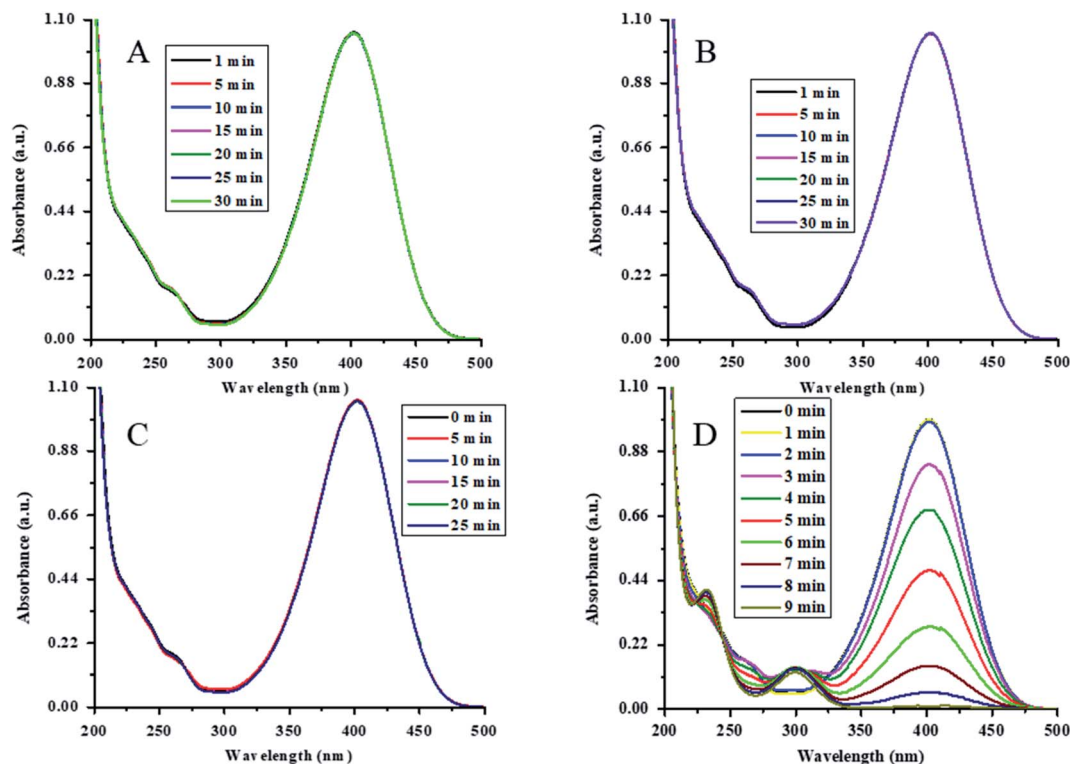 A
1 min
5 min
10 min
15 min
20 min
25 min
30 min
Absorbance (a.u.)
1.10
0.88
0.66
0.44
0.22
0.00
200 250 300 350 400 450 500
Wavelength (nm)
B
1 min
5 min
10 min
15 min
20 min
25 min
30 min
Absorbance (a.u.)
1.10
0.88
0.66
0.44
0.22
0.00
200 250 300 350 400 450 500
Wavelength (nm)
C
0 min
5 min
10 min
15 min
20 min
25 min
Absorbance (a.u.)
1.10
0.88
0.66
0.44
0.22
0.00
200 250 300 350 400 450 500
Wavelength (nm)
D
0 min
1 min
2 min
3 min
4 min
5 min
6 min
7 min
8 min
9 min
Absorbance (a.u.)
1.10
0.88
0.66
0.44
0.22
0.00
200 250 300 350 400 450 500
Wavelength (nm)